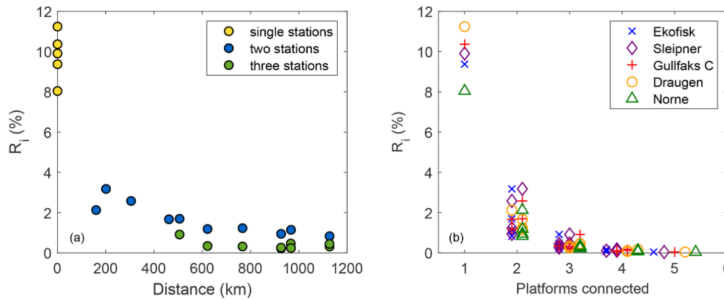 12
10
8
6
4
2
0
R_i (%)
single stations
two stations
three stations
(a)
0 200 400 600 800 1000 1200
Distance (km)
12
10
8
6
4
2
0
R_i (%)
Ekofisk
Sleipner
Gullfaks C
Draugen
Norne
(b)
1 2 3 4 5
Platforms connected